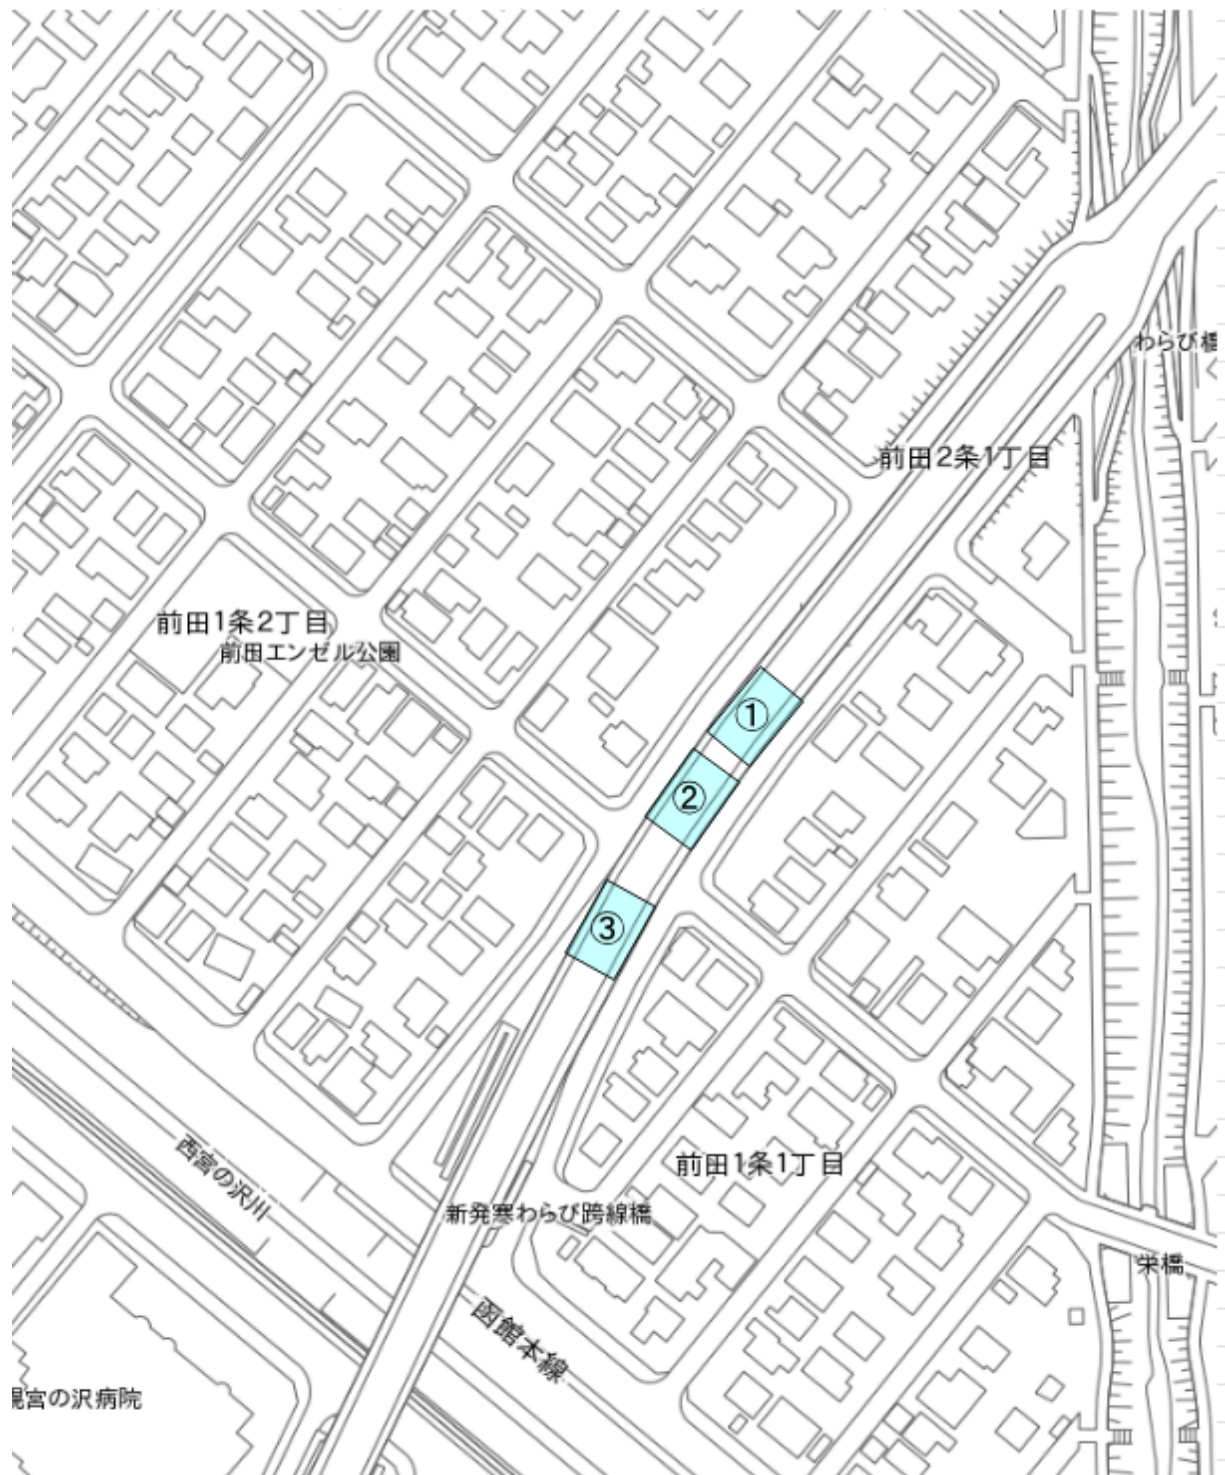 わらび橋
前田2条1丁目
前田1条2丁目
前田エンゼル公園
①
②
③
前田1条1丁目
西宮の沢川
新発寒わらび跨線橋
栄橋
函館本線
幌宮の沢病院